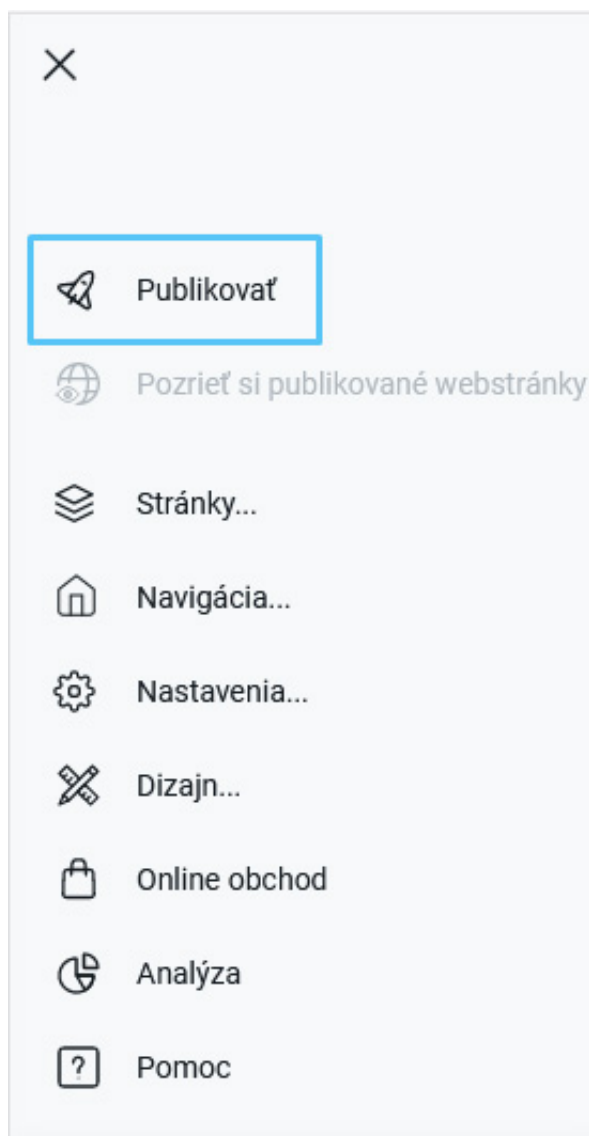 Publikovať
Pozrieť si publikované webstránky
Stránky...
Navigácia...
Nastavenia...
Dizajn...
Online obchod
Analýza
? Pomoc